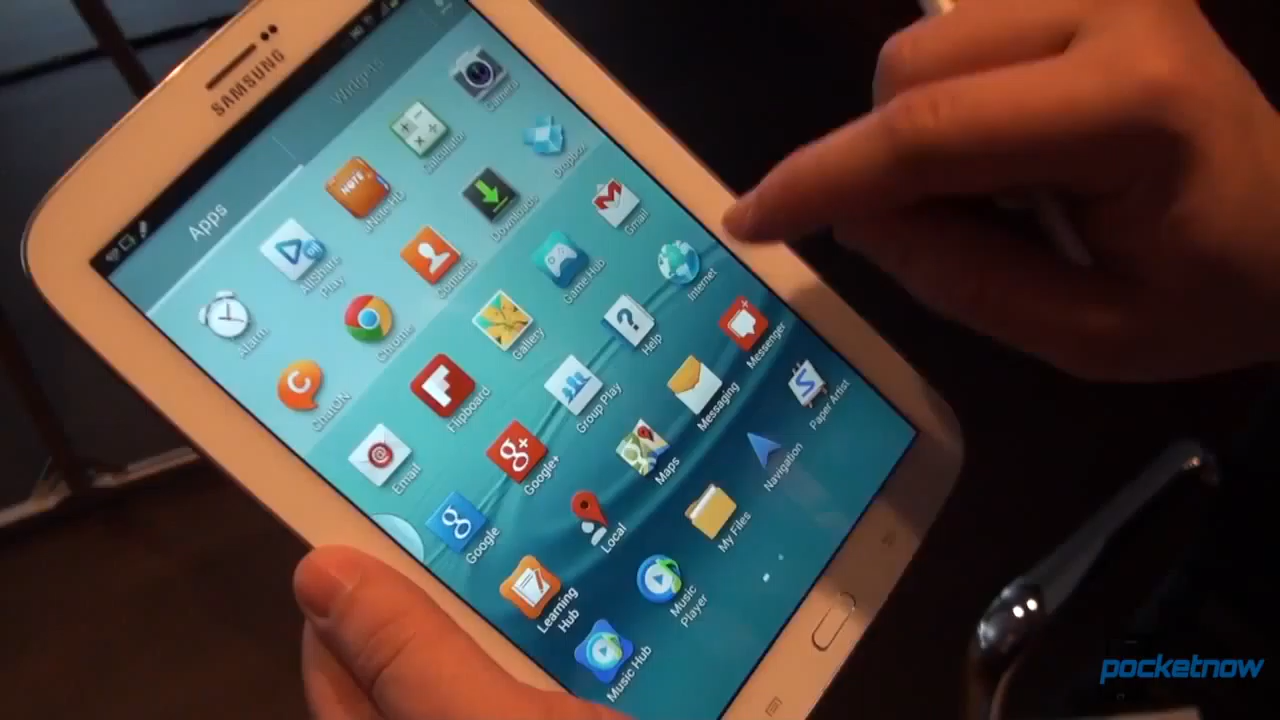 SAMSUNG
Apps
Widgets
Alarm
AllShare
Play
NOTE
Calculator
Camera
ChatON
Chrome
Contacts
Downloads
Dropbox
Email
Flipboard
Gallery
Game Hub
Gmail
Google
Google+
Group Play
Help
Internet
Learning
Hub
Local
Maps
Messaging
Messenger
Music Hub
Music
Player
My Files
Navigation
Paper Artist
pocketnow